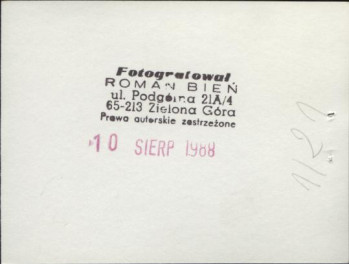 Fotografował
ROMAN BIEŃ
ul. Podgórna 21A/4
65-213 Zielona Góra
Prawa autorskie zastrzeżone
10 SIERP 1988